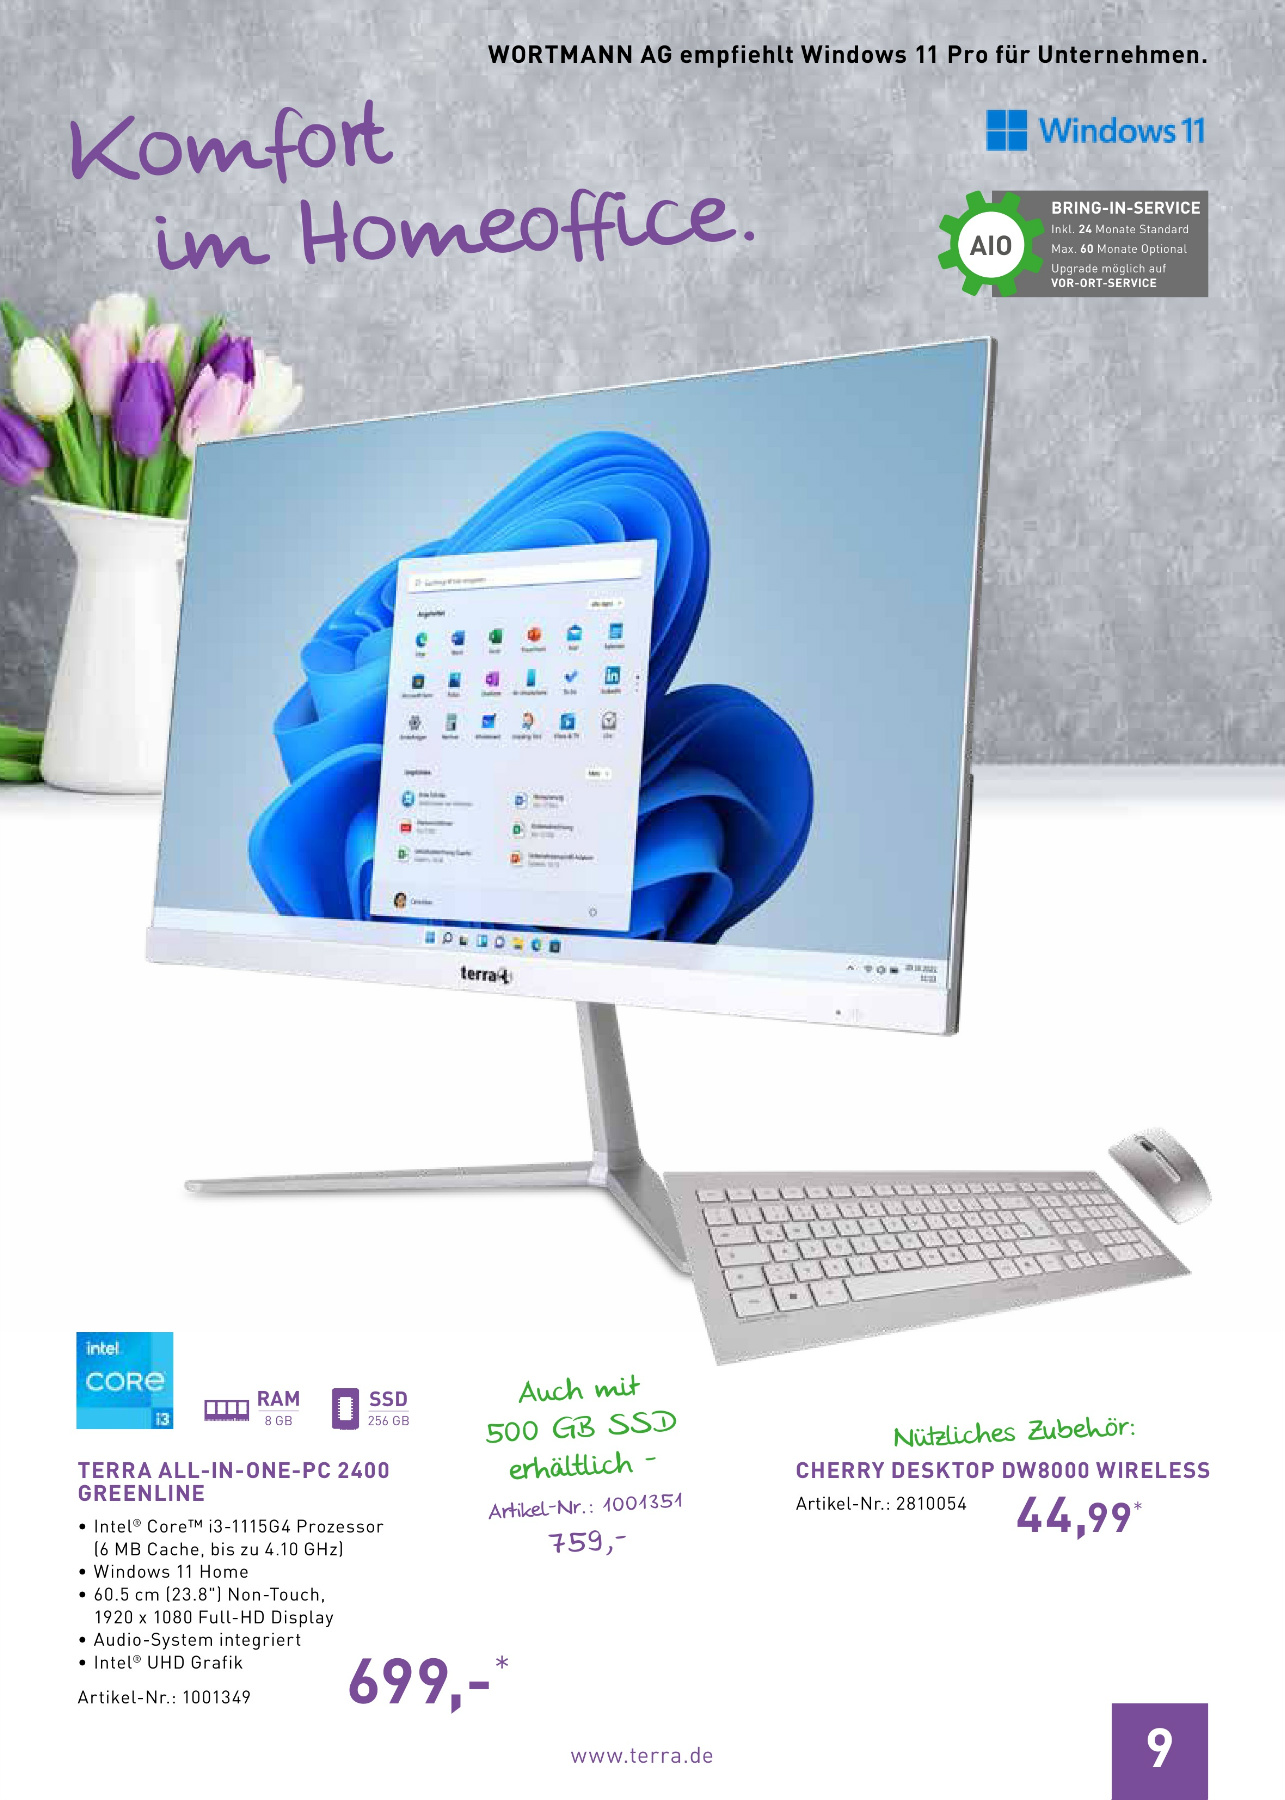 WORTMANN AG empfiehlt Windows 11 Pro für Unternehmen.
Komfort
im Homeoffice.
Windows 11
AIO
BRING-IN-SERVICE
Inkl. 24 Monate Standard
Max. 60 Monate Optional
Upgrade möglich auf
VOR-ORT-SERVICE
terra
intel
CORE
i3
RAM
8 GB
SSD
256 GB
TERRA ALL-IN-ONE-PC 2400
GREENLINE
• Intel® Core™ i3-1115G4 Prozessor
(6 MB Cache, bis zu 4.10 GHz)
• Windows 11 Home
• 60.5 cm (23.8") Non-Touch,
1920 x 1080 Full-HD Display
• Audio-System integriert
• Intel® UHD Grafik
Artikel-Nr.: 1001349
699,-*
Auch mit
500 GB SSD
erhältlich -
Artikel-Nr.: 1001351
759,-
Nützliches Zubehör:
CHERRY DESKTOP DW8000 WIRELESS
Artikel-Nr.: 2810054
44,99*
www.terra.de
9